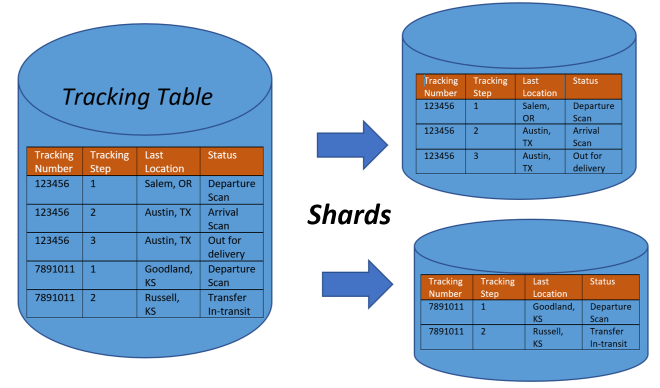 Tracking Table
Tracking Tracking Last Status
Number Step Location
123456 1 Salem, OR Departure
Scan
123456 2 Austin, TX Arrival
Scan
123456 3 Austin, TX Out for
delivery
7891011 1 Goodland, Departure
KS Scan
7891011 2 Russell, Transfer
KS In-transit
Shards
Tracking Tracking Last Status
Number Step Location
123456 1 Salem, Departure
OR Scan
123456 2 Austin, Arrival
TX Scan
123456 3 Austin, Out for
TX delivery
Tracking Tracking Last Status
Number Step Location
7891011 1 Goodland, Departure
KS Scan
7891011 2 Russell, Transfer
KS In-transit